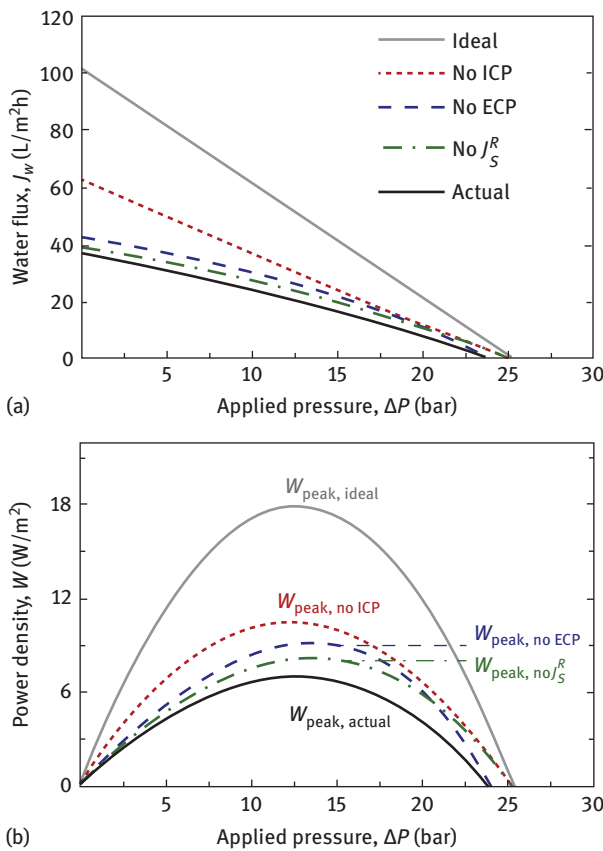 120
100
80
60
40
20
0
Water flux, J_w (L/m²h)
Ideal
No ICP
No ECP
No J_S^R
Actual
5
10
15
20
25
30
(a)
Applied pressure, ΔP (bar)
18
12
6
0
Power density, W (W/m²)
W_peak, ideal
W_peak, no ICP
W_peak, no ECP
W_peak, no J_S^R
W_peak, actual
5
10
15
20
25
30
(b)
Applied pressure, ΔP (bar)